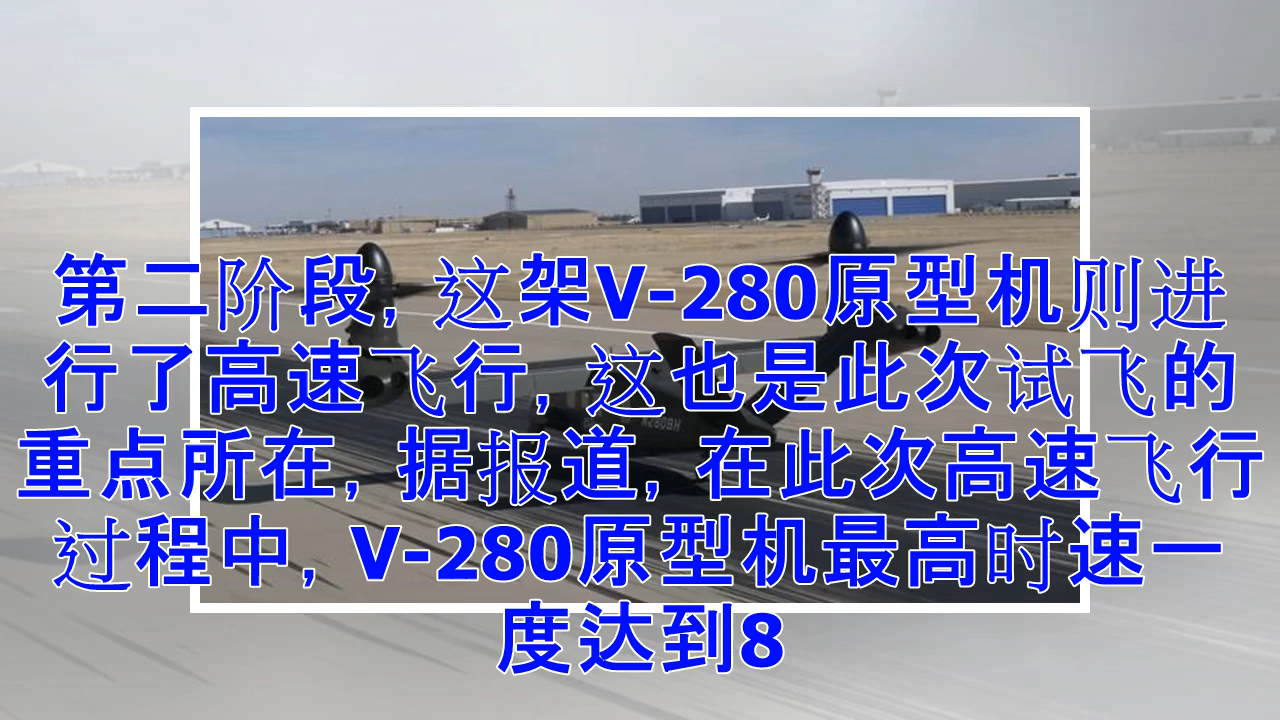 第二阶段, 这架V-280原型机则进
行了高速飞行, 这也是此次试飞的
重点所在, 据报道, 在此次高速飞行
过程中, V-280原型机最高时速一
度达到8
N280BH